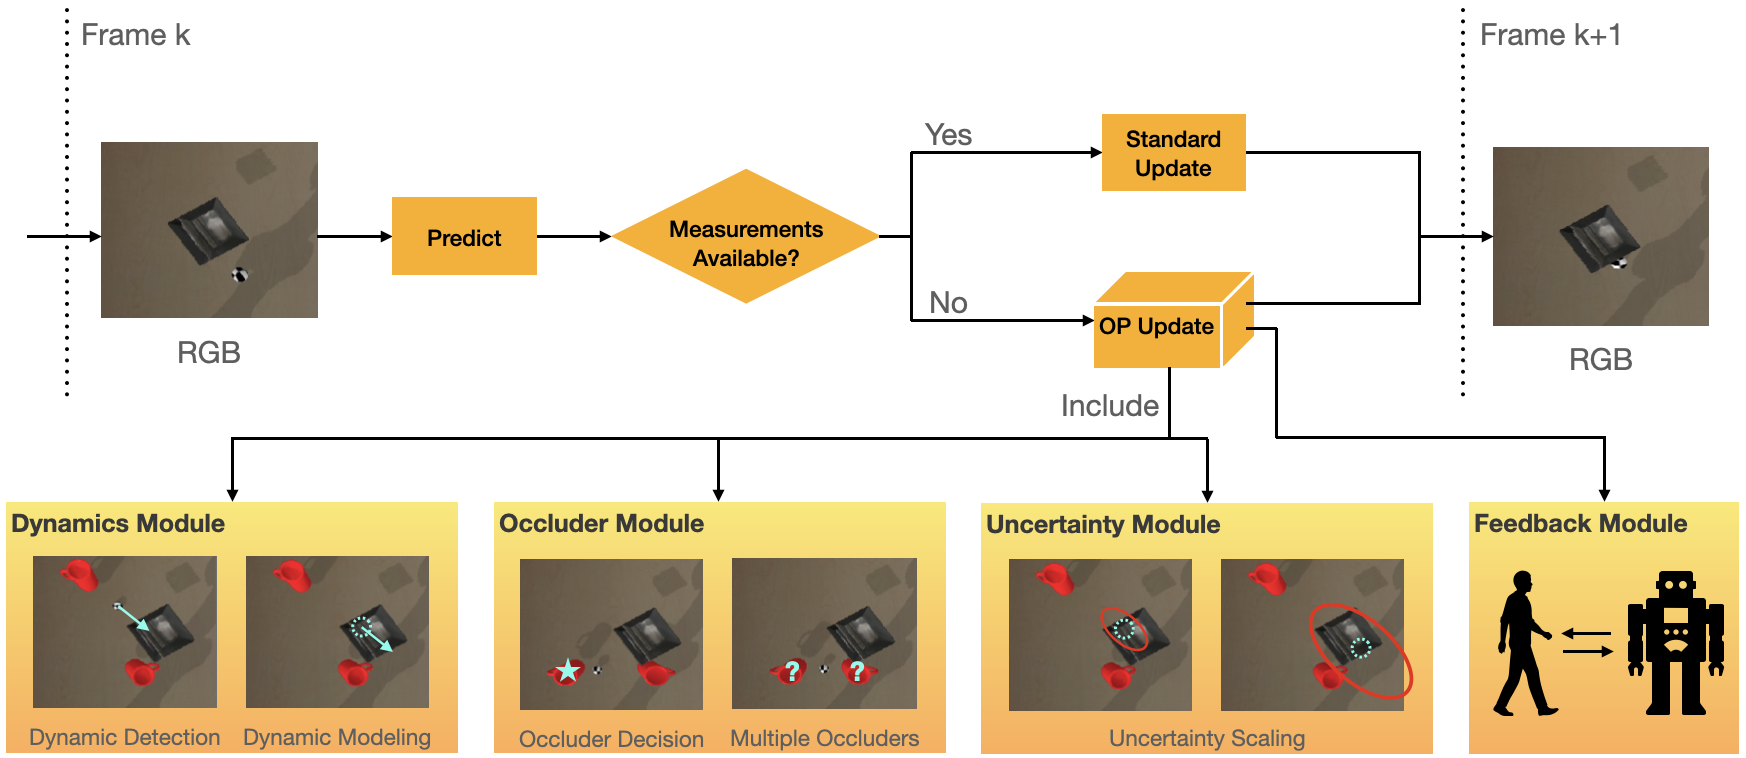 Frame k
Frame k+1
Yes
Standard
Update
Measurements
Available?
Predict
No
OP Update
RGB
RGB
Include
Dynamics Module
Occluder Module
Uncertainty Module
Feedback Module
?
?
Dynamic Detection
Dynamic Modeling
Occluder Decision
Multiple Occluders
Uncertainty Scaling